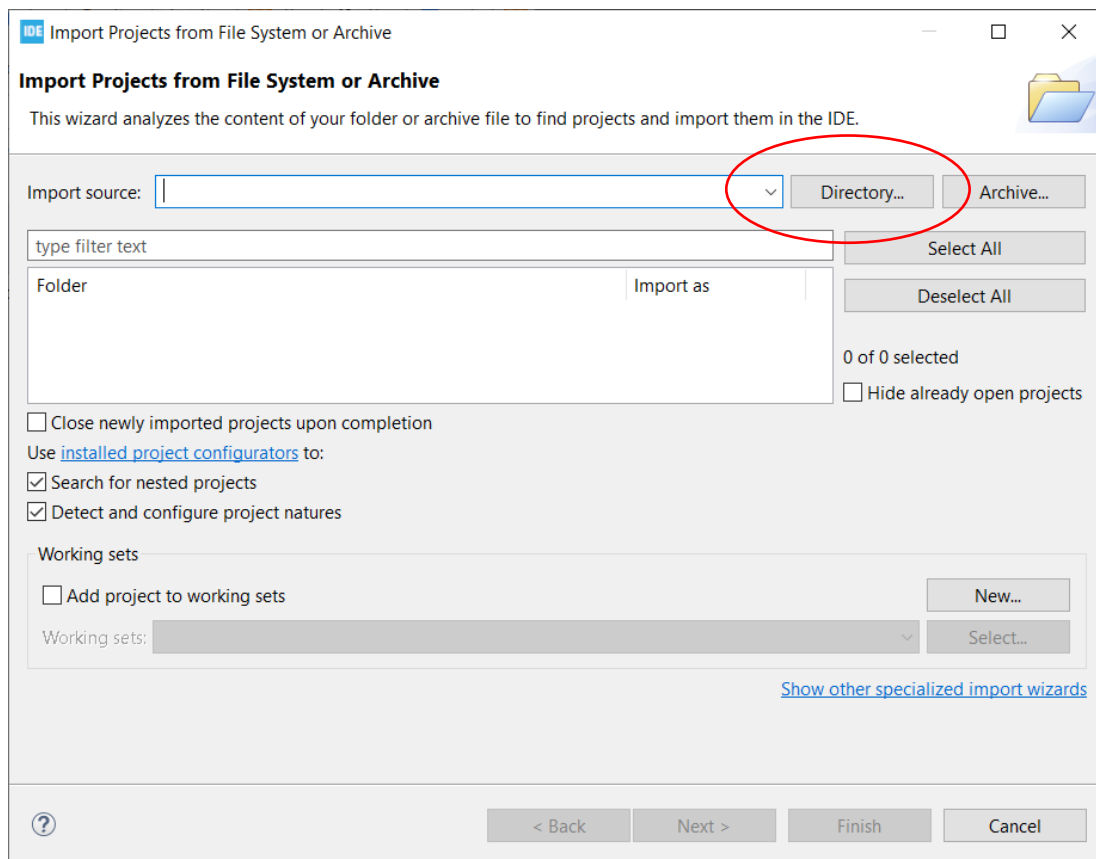 IDE Import Projects from File System or Archive
Import Projects from File System or Archive
This wizard analyzes the content of your folder or archive file to find projects and import them in the IDE.
Import source: Directory... Archive...
type filter text Select All
Folder Import as
Deselect All
0 of 0 selected
Hide already open projects
Close newly imported projects upon completion
Use installed project configurators to:
Search for nested projects
Detect and configure project natures
Working sets
Add project to working sets New...
Working sets: Select...
Show other specialized import wizards
? < Back Next > Finish Cancel